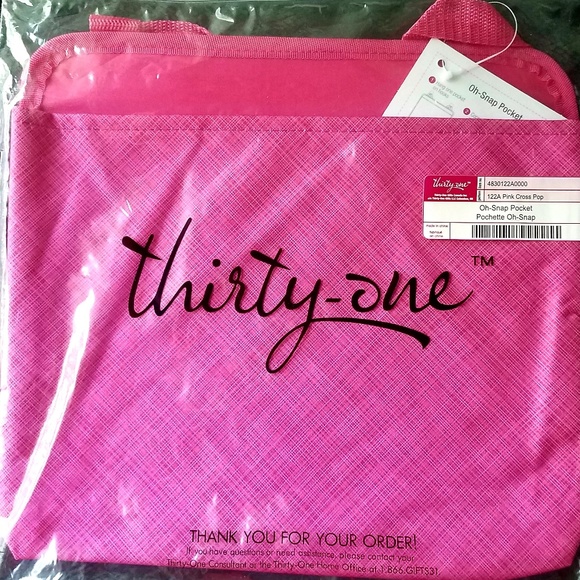 Oh-Snap Pocket
thirty-one
4830122A0000
122A Pink Cross Pop
Oh-Snap Pocket
Pochette Oh-Snap
thirty-one™
THANK YOU FOR YOUR ORDER!
If you have questions or need assistance, please contact your
Thirty-One Consultant or the Thirty-One Home Office at 1.866.GIFTS31.